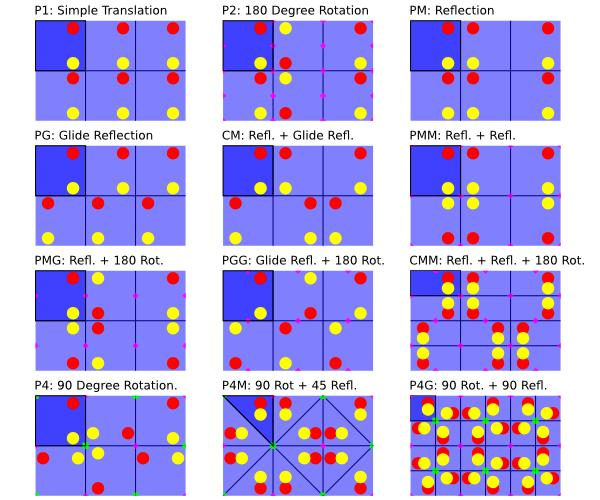 P1: Simple Translation
P2: 180 Degree Rotation
PM: Reflection
PG: Glide Reflection
CM: Refl. + Glide Refl.
PMM: Refl. + Refl.
PMG: Refl. + 180 Rot.
PGG: Glide Refl. + 180 Rot.
CMM: Refl. + Refl. + 180 Rot.
P4: 90 Degree Rotation.
P4M: 90 Rot + 45 Refl.
P4G: 90 Rot. + 90 Refl.